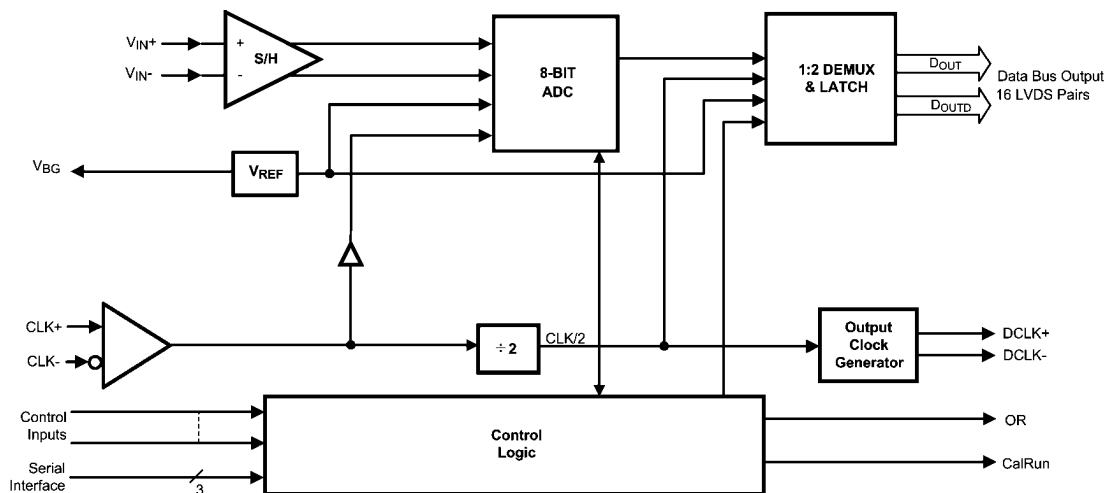 VIN+
VIN-
+
-
S/H
8-BIT
ADC
1:2 DEMUX
& LATCH
DOUT
DOUTD
Data Bus Output
16 LVDS Pairs
VBG
VREF
CLK+
CLK-
÷ 2
CLK/2
Output
Clock
Generator
DCLK+
DCLK-
Control
Inputs
Serial
Interface
3
Control
Logic
OR
CalRun